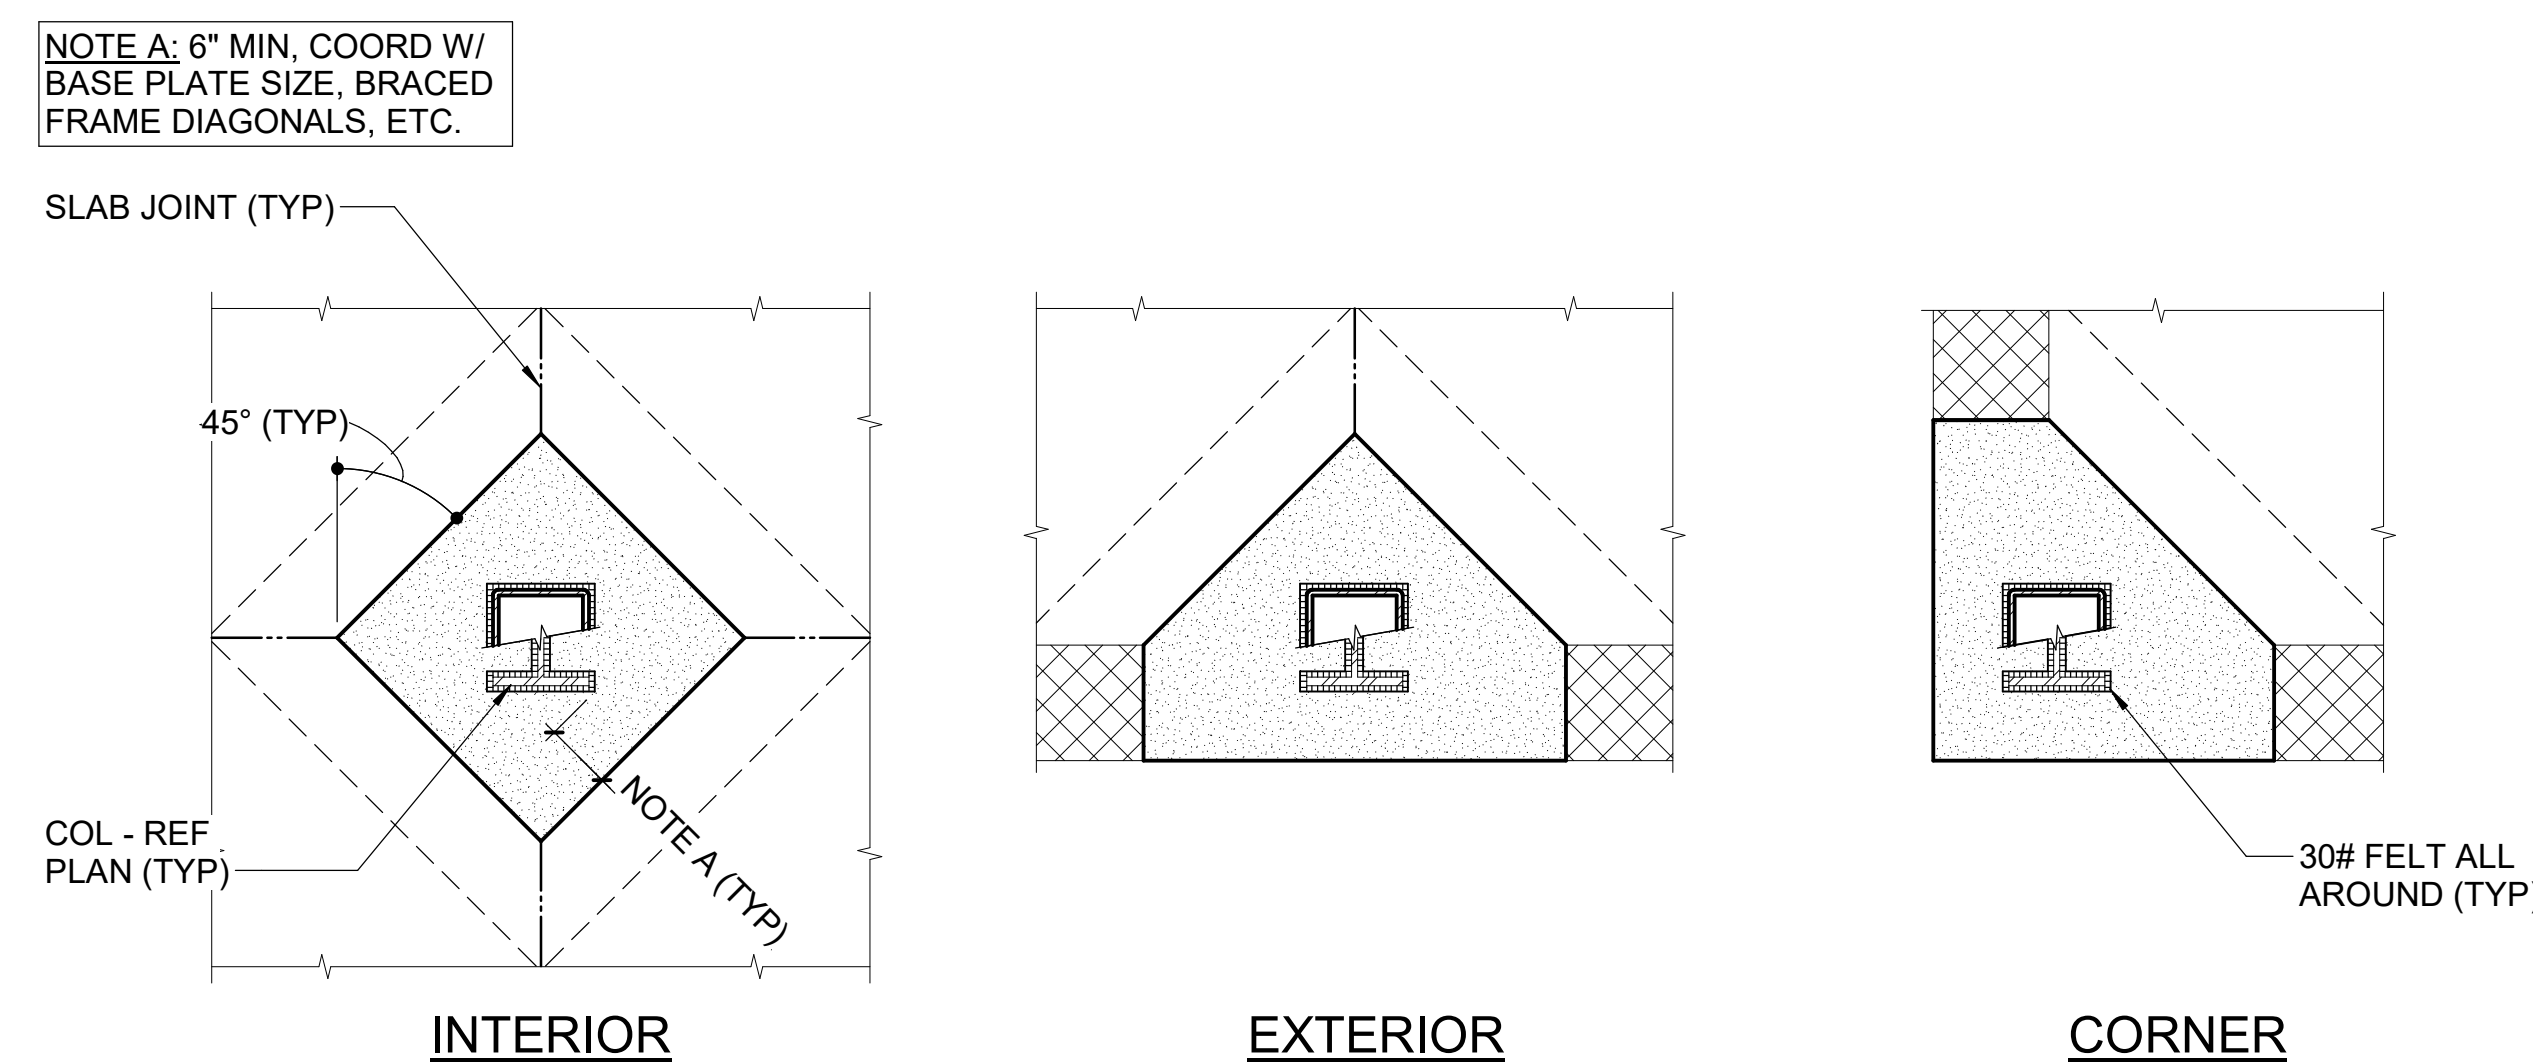 NOTE A: 6" MIN, COORD W/
BASE PLATE SIZE, BRACED
FRAME DIAGONALS, ETC.
SLAB JOINT (TYP)
45° (TYP)
COL - REF
PLAN (TYP)
NOTE A (TYP)
30# FELT ALL
AROUND (TYP)
INTERIOR
EXTERIOR
CORNER